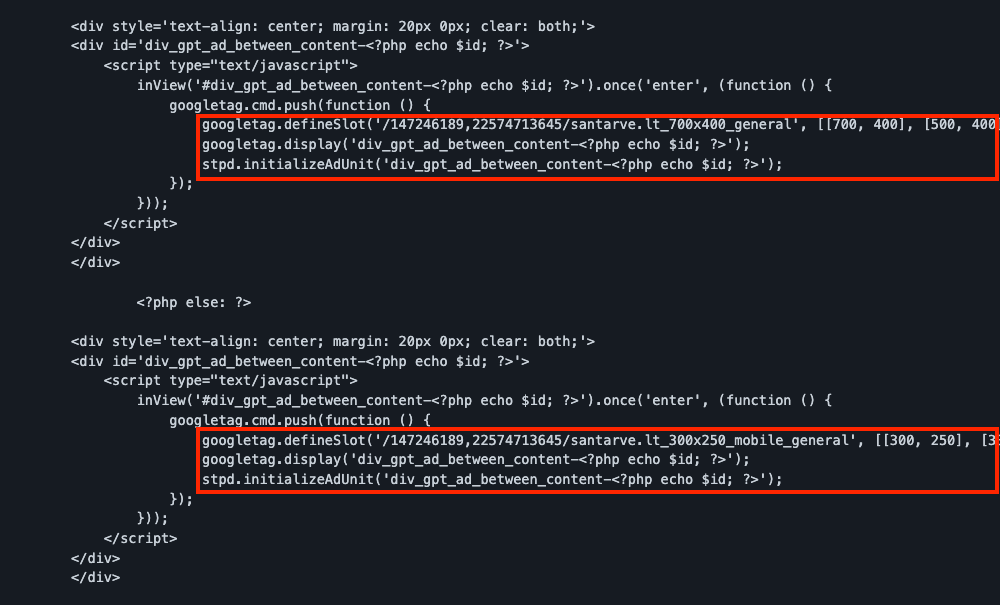 <div style='text-align: center; margin: 20px 0px; clear: both;'>
<div id='div_gpt_ad_between_content-<?php echo $id; ?>'>
<script type="text/javascript">
inView('#div_gpt_ad_between_content-<?php echo $id; ?>').once('enter', (function () {
googletag.cmd.push(function () {
googletag.defineSlot('/147246189,22574713645/santarve.lt_700x400_general', [[700, 400], [500, 400]
googletag.display('div_gpt_ad_between_content-<?php echo $id; ?>');
stpd.initializeAdUnit('div_gpt_ad_between_content-<?php echo $id; ?>');
});
}));
</script>
</div>
</div>
<?php else: ?>
<div style='text-align: center; margin: 20px 0px; clear: both;'>
<div id='div_gpt_ad_between_content-<?php echo $id; ?>'>
<script type="text/javascript">
inView('#div_gpt_ad_between_content-<?php echo $id; ?>').once('enter', (function () {
googletag.cmd.push(function () {
googletag.defineSlot('/147246189,22574713645/santarve.lt_300x250_mobile_general', [[300, 250], [
googletag.display('div_gpt_ad_between_content-<?php echo $id; ?>');
stpd.initializeAdUnit('div_gpt_ad_between_content-<?php echo $id; ?>');
});
}));
</script>
</div>
</div>